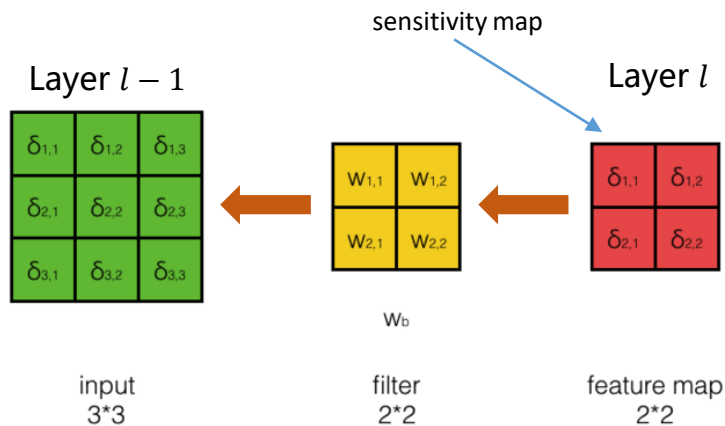 sensitivity map
Layer l − 1
Layer l
δ1,1 δ1,2 δ1,3
δ2,1 δ2,2 δ2,3
δ3,1 δ3,2 δ3,3
w1,1 w1,2
w2,1 w2,2
δ1,1 δ1,2
δ2,1 δ2,2
wb
input
3*3
filter
2*2
feature map
2*2